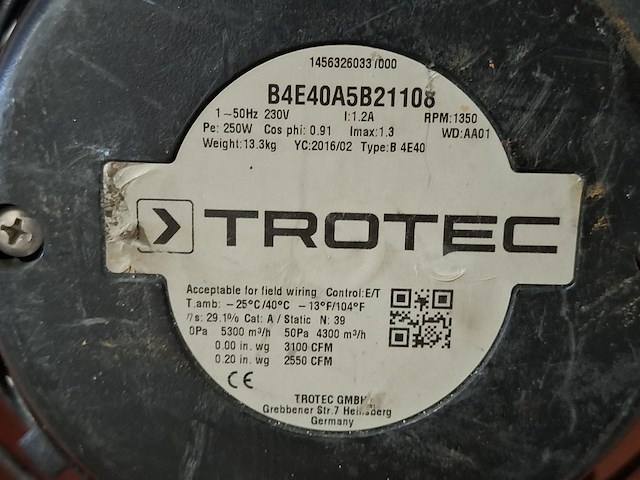 1456326033/000
B4E40A5B21108
1~50Hz 230V I:1.2A RPM:1350
Pe: 250W Cos phi: 0.91 Imax:1.3 WD:AA01
Weight:13.3kg YC:2016/02 Type:B 4E40
TROTEC
Acceptable for field wiring Control:E/T
T.amb: −25°C/40°C −13°F/104°F
ηs: 29.1% Cat: A / Static N: 39
0Pa 5300 m³/h 50Pa 4300 m³/h
0.00 in. wg 3100 CFM
0.20 in. wg 2550 CFM
CE
TROTEC GMBH
Grebbener Str.7 Heinsberg
Germany